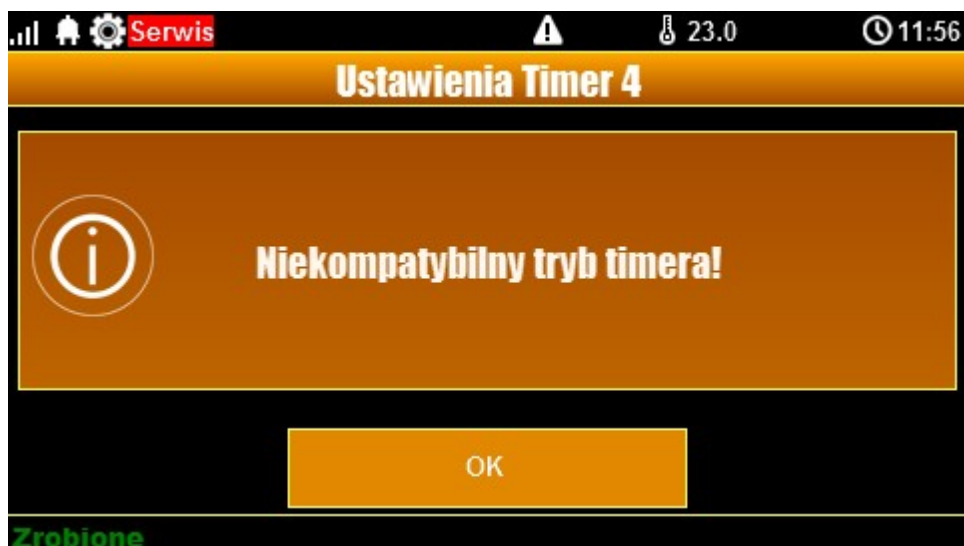 Serwis 23.0 11:56
Ustawienia Timer 4
Niekompatybilny tryb timera!
OK
Zrobione